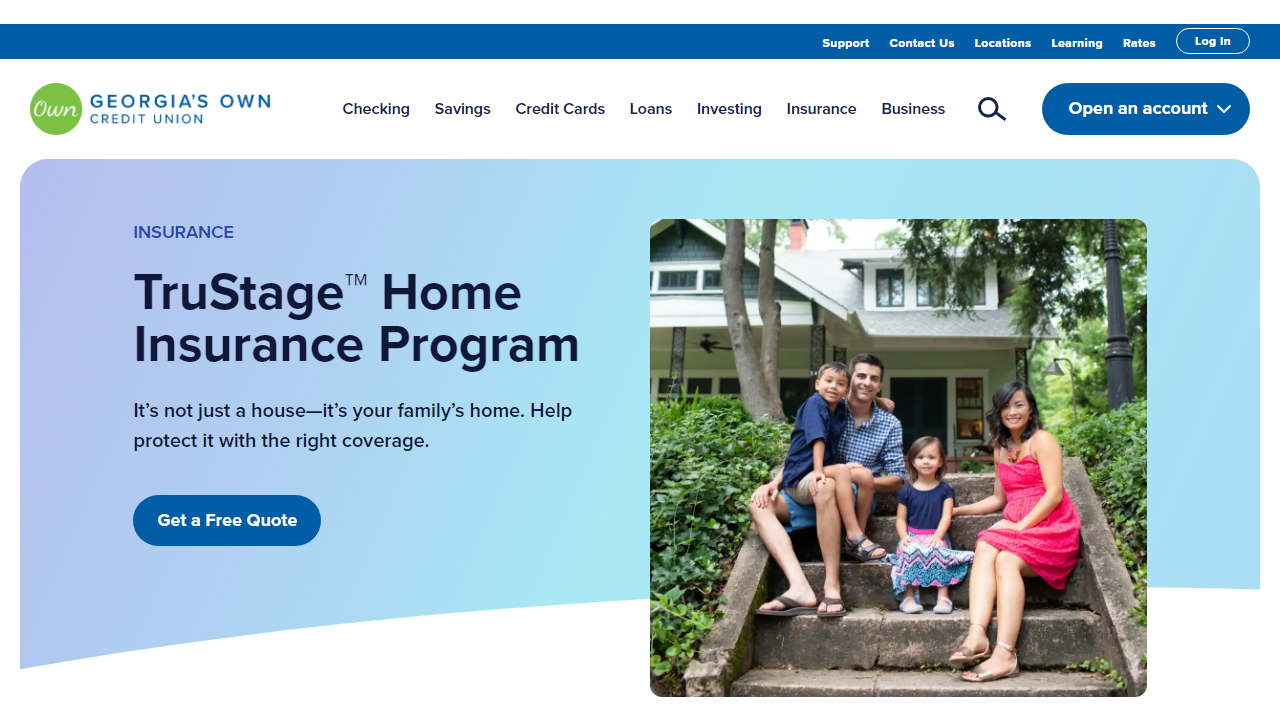 Support Contact Us Locations Learning Rates Log In
Own GEORGIA'S OWN
CREDIT UNION
Checking Savings Credit Cards Loans Investing Insurance Business Open an account
INSURANCE
TruStage™ Home
Insurance Program
It’s not just a house—it’s your family’s home. Help
protect it with the right coverage.
Get a Free Quote